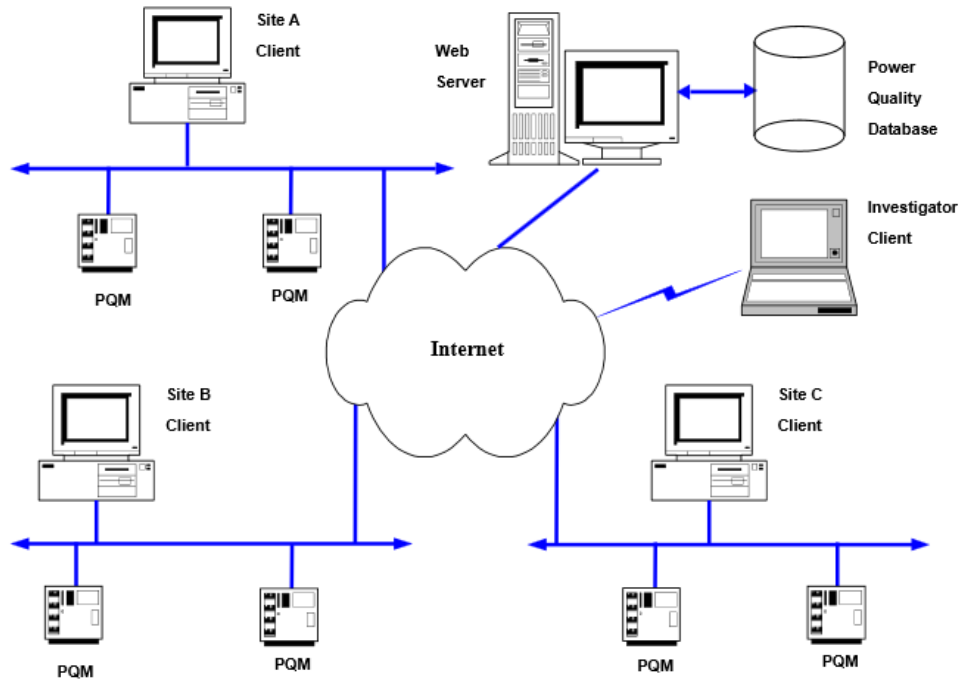 Site A
Client
Web
Server
Power
Quality
Database
Investigator
Client
PQM
PQM
Internet
Site B
Client
Site C
Client
PQM
PQM
PQM
PQM